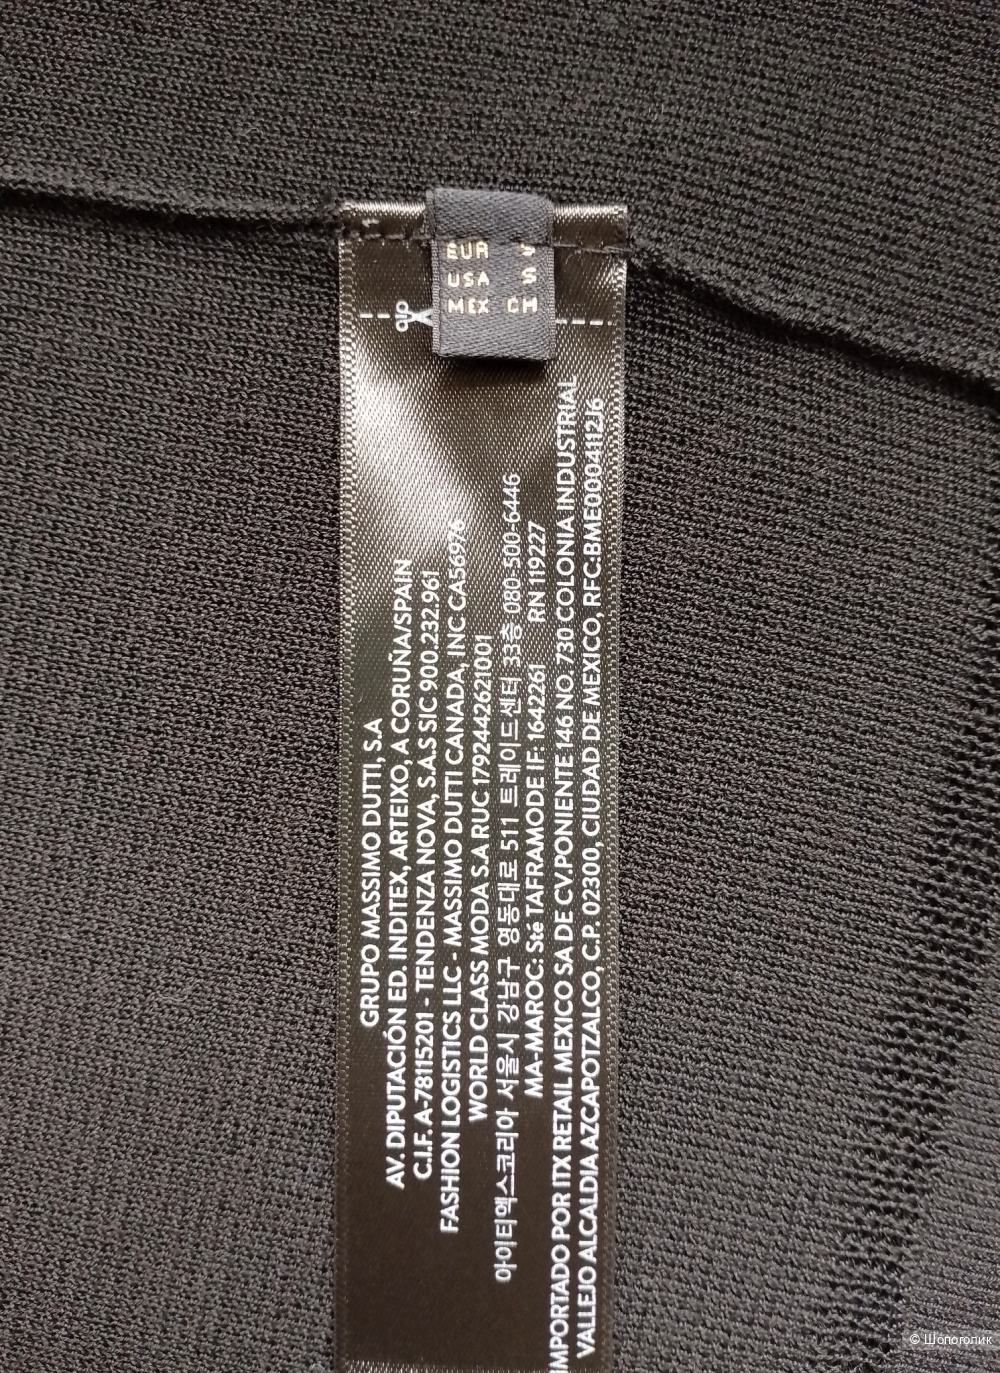 EUR
USA S
MEX CH
GRUPO MASSIMO DUTTI, S.A
AV. DIPUTACIÓN ED. INDITEX, ARTEIXO, A CORUÑA/SPAIN
C.I.F. A-78115201 - TENDENZA NOVA, S.A.S SIC 900.232.961
FASHION LOGISTICS LLC - MASSIMO DUTTI CANADA, INC CA56976
WORLD CLASS MODA S.A RUC 1792442621001
아이티엑스코리아 서울시 강남구 영동대로 511 트레이드센터 33층 080-500-6446
MA-MAROC: Sté TAFRAMODE IF: 1642261 RN 119227
IMPORTADO POR ITX RETAIL MEXICO SA DE CV.PONIENTE 146 NO. 730 COLONIA INDUSTRIAL
VALLEJO ALCALDIA AZCAPOTZALCO, C.P. 02300, CIUDAD DE MEXICO, RFC:BME0004112J6
© Шопоголик